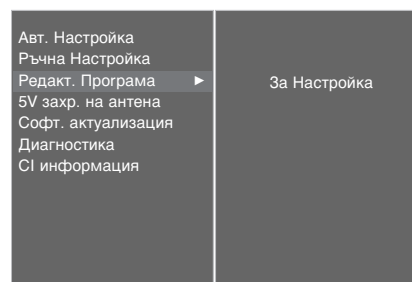 Авт. Настройка
Ръчна Настройка
Редакт. Програма ►
За Настройка
5V захр. на антена
Софт. актуализация
Диагностика
CI информация